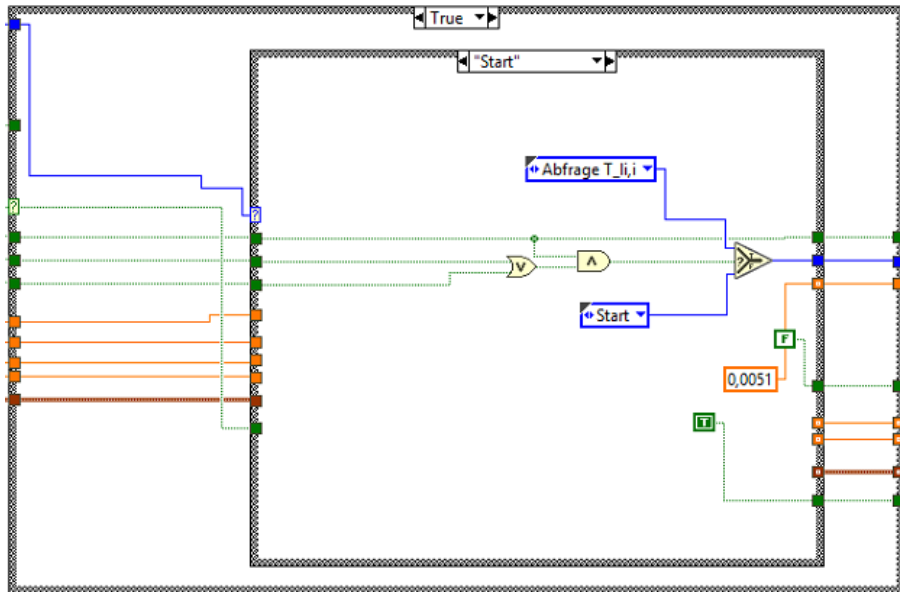 True
"Start"
Abfrage T_li,i
?
?
V
Λ
? T F
Start
F
0,0051
T